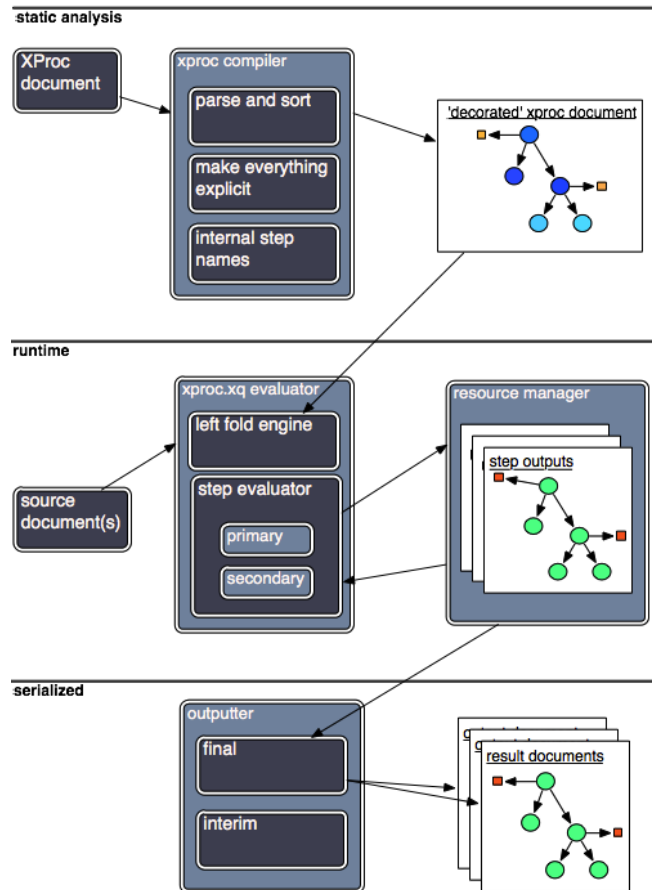 static analysis
XProc
document
xproc compiler
parse and sort
make everything
explicit
internal step
names
'decorated' xproc document
runtime
xproc.xq evaluator
left fold engine
step evaluator
primary
secondary
source
document(s)
resource manager
step outputs
serialized
outputter
final
interim
result documents